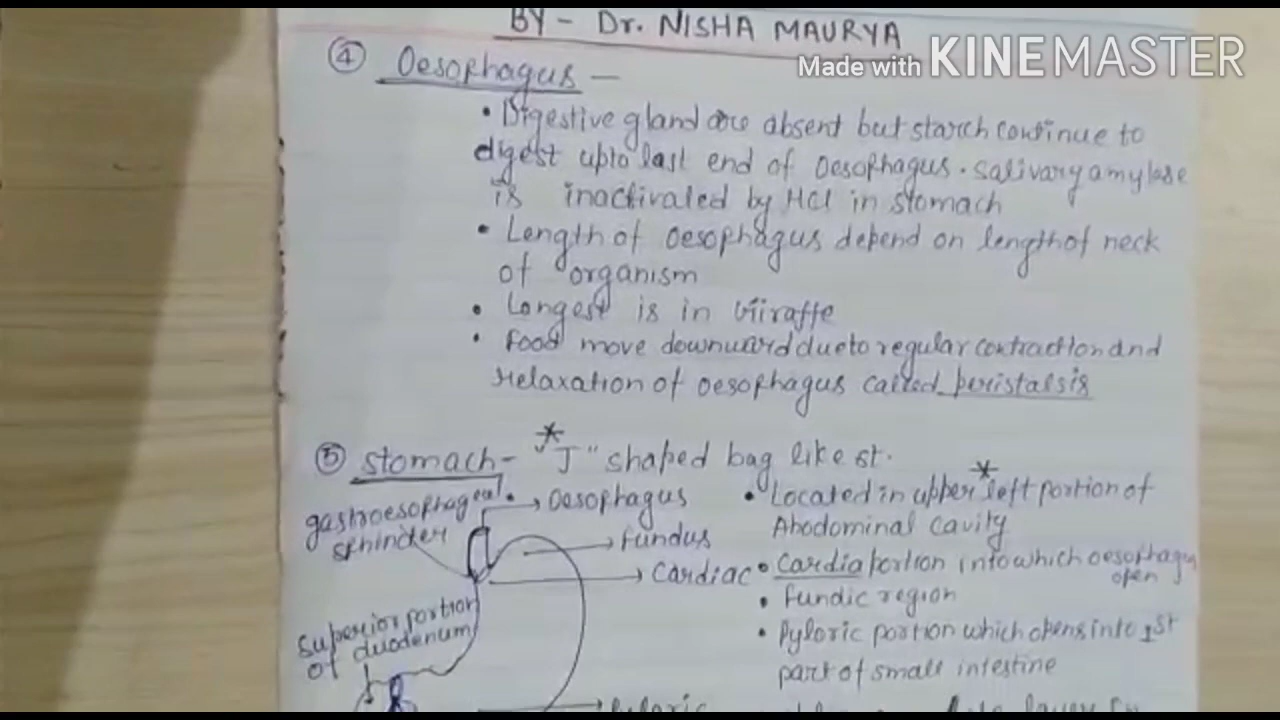 BY - Dr. NISHA MAURYA
Made with KINEMASTER
④ Oesophagus -
• Digestive gland are absent but starch continue to
digest upto last end of oesophagus. salivary amylase
is inactivated by HCl in stomach
• Length of oesophagus depend on length of neck
of organism
• Longest is in Giraffe
• Food move downward due to regular contraction and
relaxation of oesophagus called peristalsis
⑤ stomach - * "J" shaped bag like st.
gastroesophageal
sphincter
→ Oesophagus
→ fundus
→ Cardiac
superior portion
of duodenum
→ Pyloric
• Located in upper * left portion of
Abodominal cavity
• Cardia portion into which oesophagus
open
• fundic region
• Pyloric portion which opens into 1st
part of small intestine